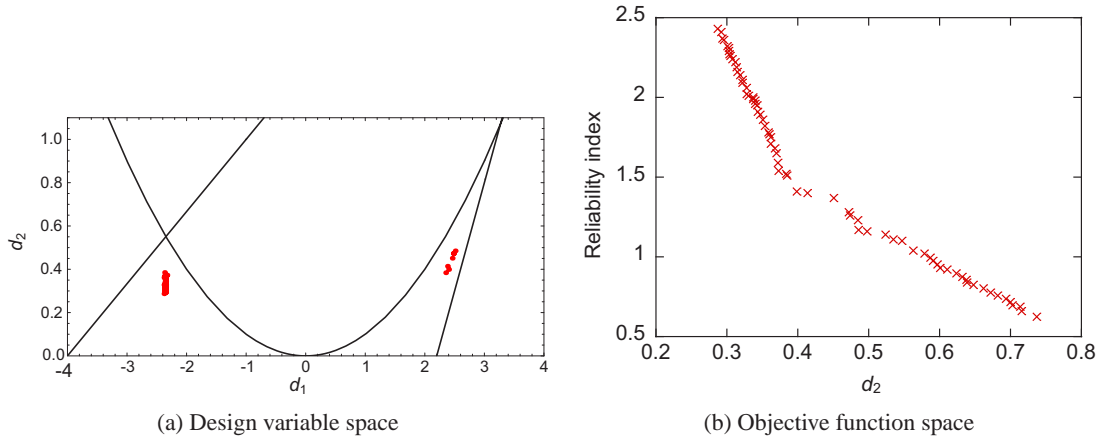 1.0
0.8
0.6
0.4
0.2
0.0
d2
-4 -3 -2 -1 0 1 2 3 4
d1
(a) Design variable space
2.5
2
1.5
1
0.5
Reliability index
0.2 0.3 0.4 0.5 0.6 0.7 0.8
d2
(b) Objective function space